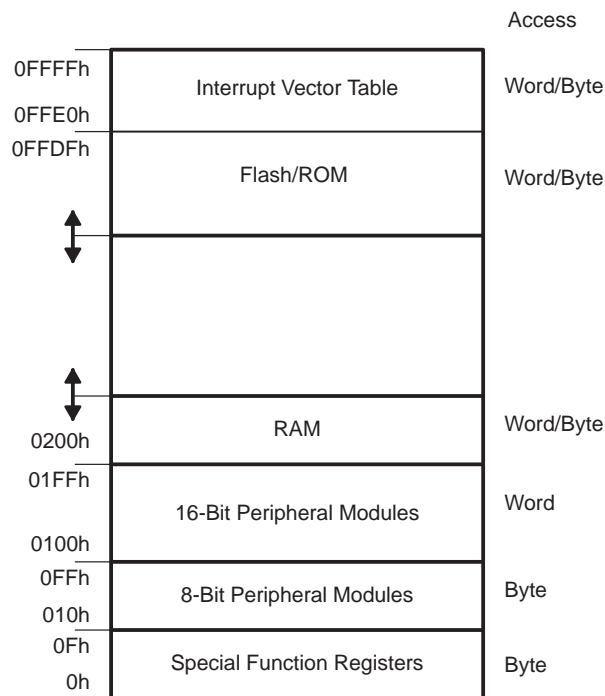 Access
0FFFFh
Interrupt Vector Table
Word/Byte
0FFE0h
0FFDFh
Flash/ROM
Word/Byte
RAM
Word/Byte
0200h
01FFh
16-Bit Peripheral Modules
Word
0100h
0FFh
8-Bit Peripheral Modules
Byte
010h
0Fh
Special Function Registers
Byte
0h